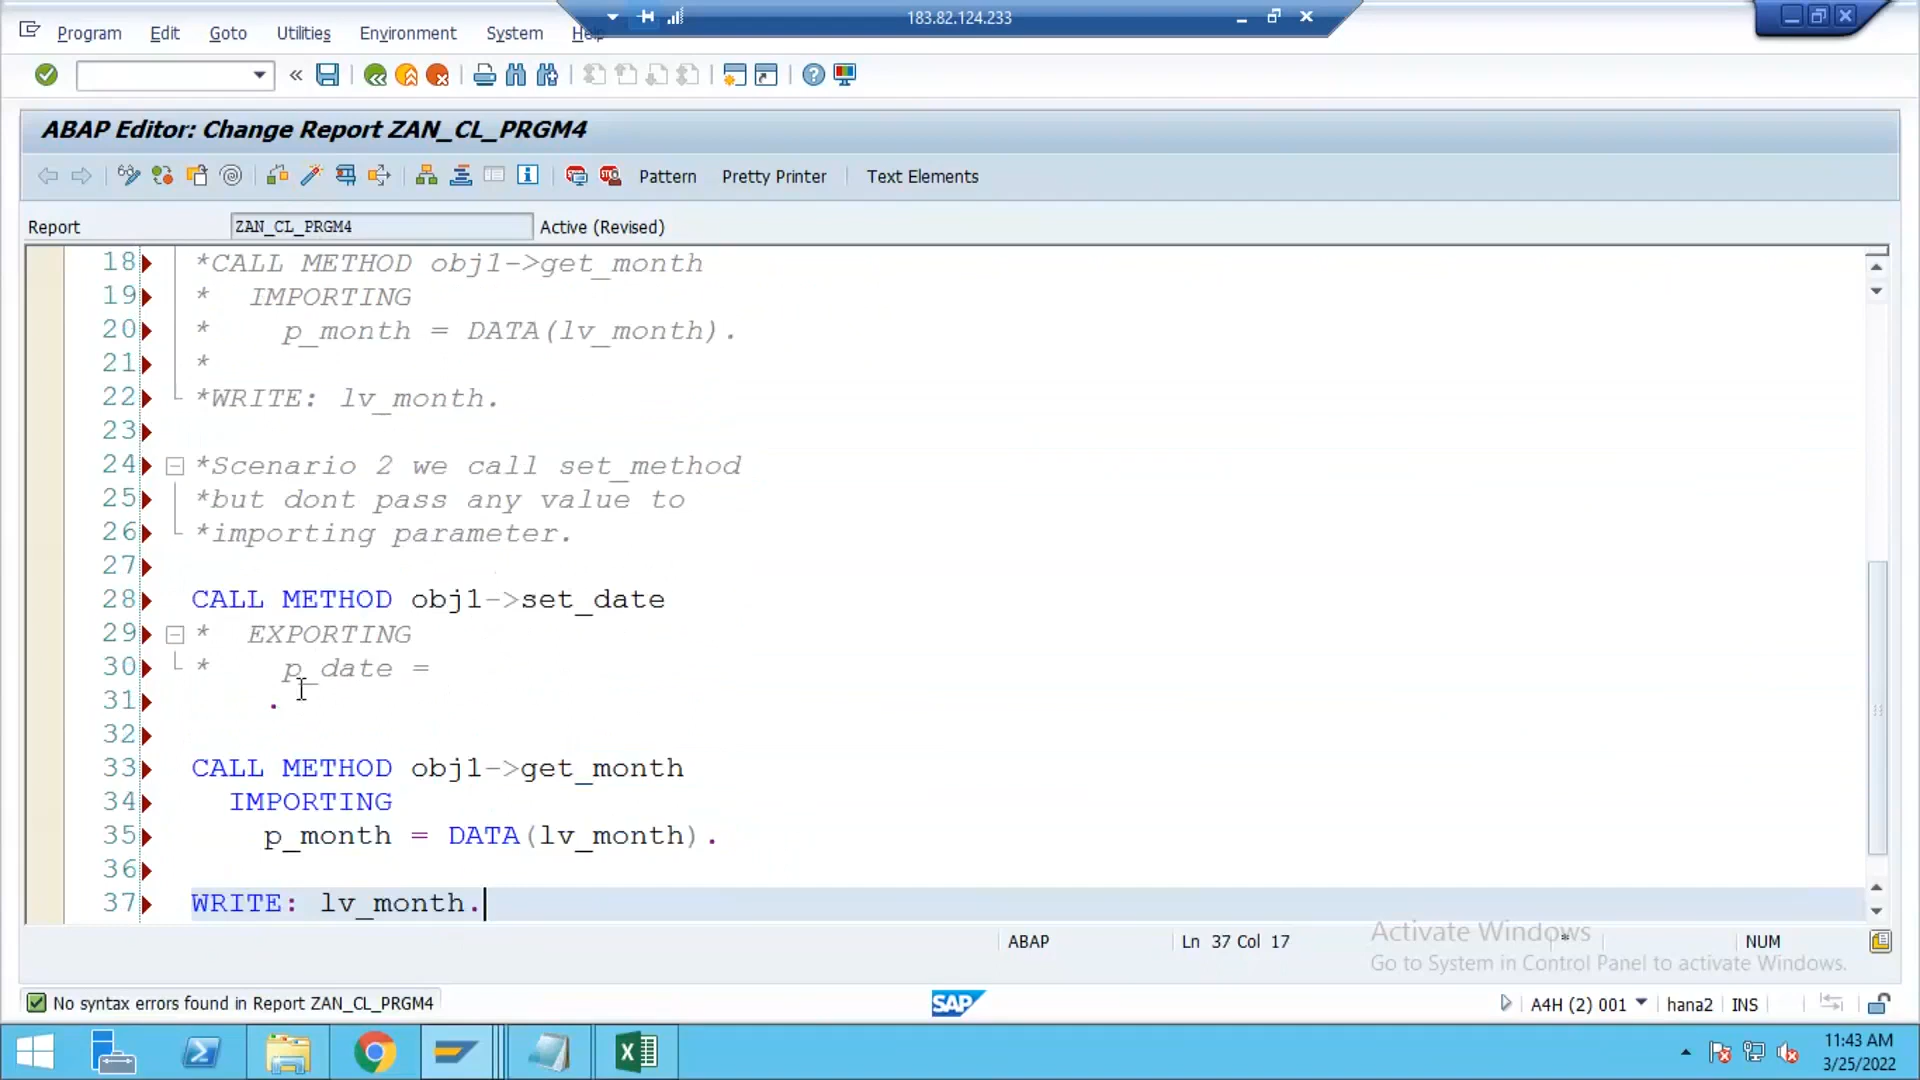 183.82.124.233
Program Edit Goto Utilities Environment System Help
ABAP Editor: Change Report ZAN_CL_PRGM4
Pattern Pretty Printer Text Elements
Report ZAN_CL_PRGM4 Active (Revised)
18 *CALL METHOD obj1->get_month
19 *  IMPORTING
20 *    p_month = DATA(lv_month).
21 *
22 *WRITE: lv_month.
23
24 *Scenario 2 we call set_method
25 *but dont pass any value to
26 *importing parameter.
27
28 CALL METHOD obj1->set_date
29 *  EXPORTING
30 *    p_date =
31     .
32
33 CALL METHOD obj1->get_month
34   IMPORTING
35     p_month = DATA(lv_month).
36
37 WRITE: lv_month.
ABAP Ln 37 Col 17 * NUM
Activate Windows
Go to System in Control Panel to activate Windows.
No syntax errors found in Report ZAN_CL_PRGM4 SAP A4H (2) 001 hana2 INS
11:43 AM
3/25/2022